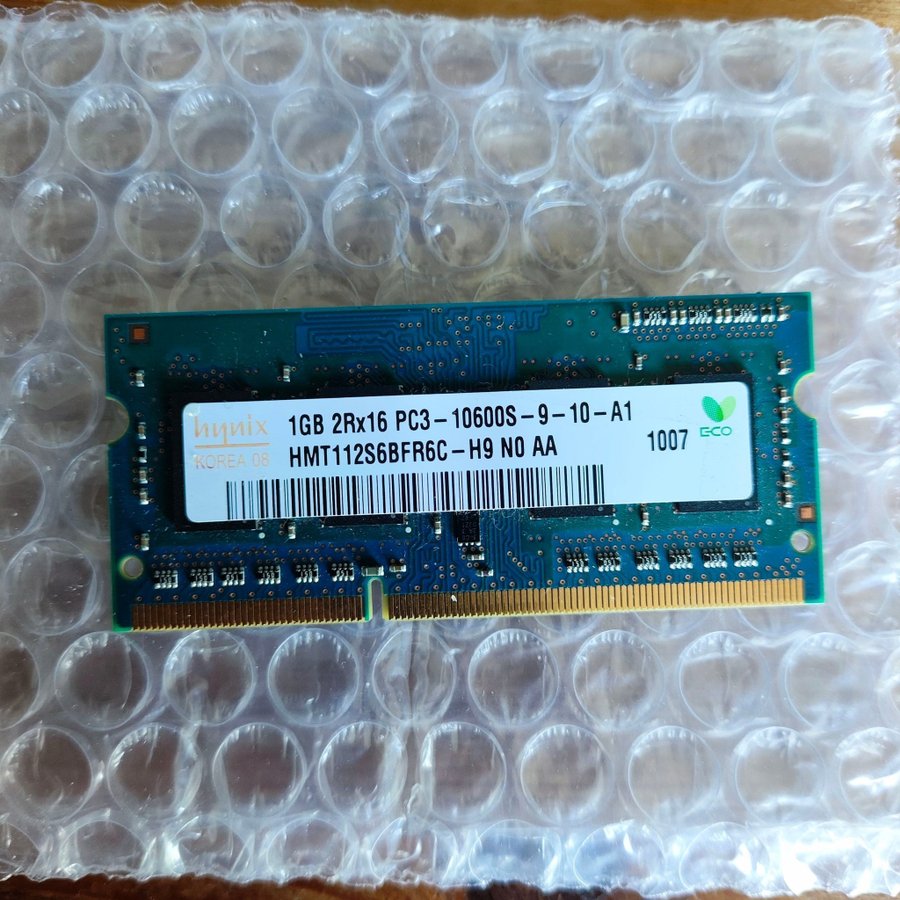 hynix
KOREA 08
1GB 2Rx16 PC3-10600S-9-10-A1
HMT112S6BFR6C-H9 N0 AA
1007
ECO